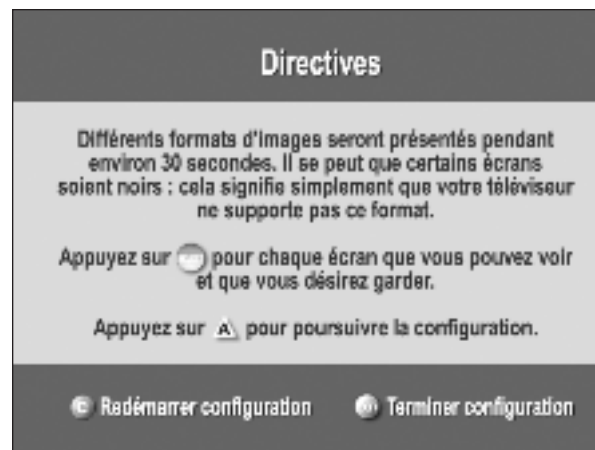 Directives
Différents formats d'images seront présentés pendant
environ 30 secondes. Il se peut que certains écrans
soient noirs : cela signifie simplement que votre téléviseur
ne supporte pas ce format.
Appuyez sur pour chaque écran que vous pouvez voir
et que vous désirez garder.
Appuyez sur A pour poursuivre la configuration.
C Redémarrer configuration Terminer configuration